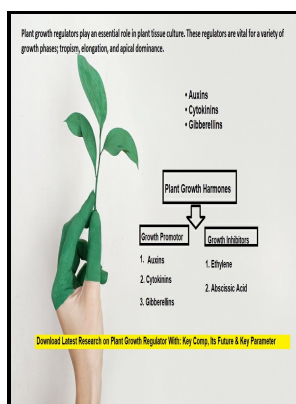 Plant growth regulators play an essential role in plant tissue culture. These regulators are vital for a variety of
growth phases; tropism, elongation, and apical dominance.
• Auxins
• Cytokinins
• Gibberellins
Plant Growth Harmones
Growth Promotor
1. Auxins
2. Cytokinins
3. Gibberellins
Growth Inhibitors
1. Ethylene
2. Abscissic Acid
Download Latest Research on Plant Growth Regulator With: Key Comp, Its Future & Key Parameter